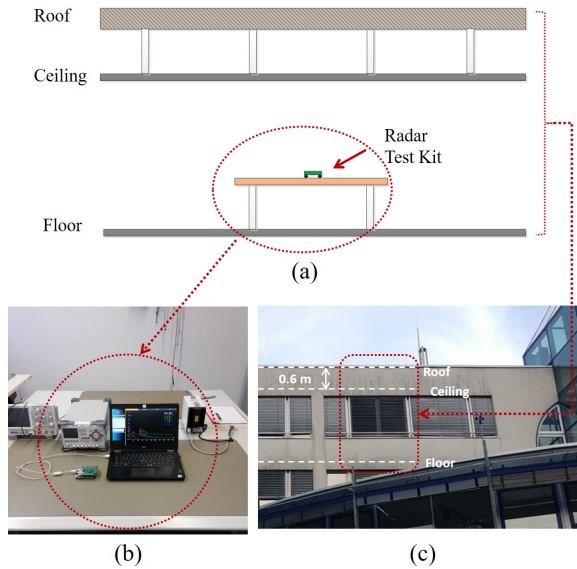 Roof
Ceiling
Radar
Test Kit
Floor
(a)
0.6 m
Roof
Ceiling
Floor
(b)
(c)